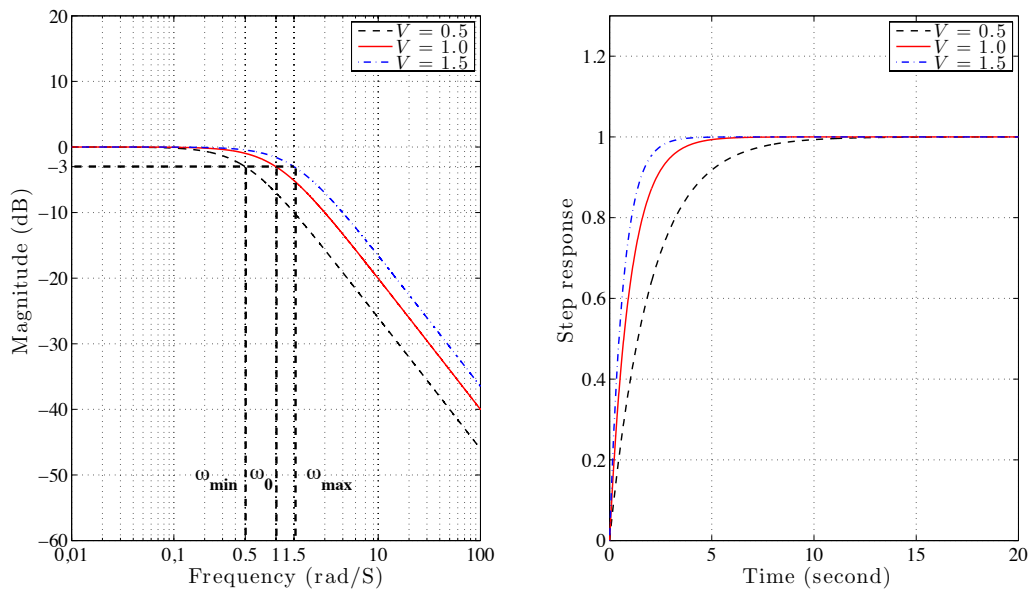 20
10
0
−3
−10
−20
−30
−40
−50
−60
Magnitude (dB)
V = 0.5
V = 1.0
V = 1.5
ωmin
ω0
ωmax
0,01
0,1
0.5
1
1.5
10
100
Frequency (rad/S)
1.2
1
0.8
0.6
0.4
0.2
0
Step response
V = 0.5
V = 1.0
V = 1.5
0
5
10
15
20
Time (second)